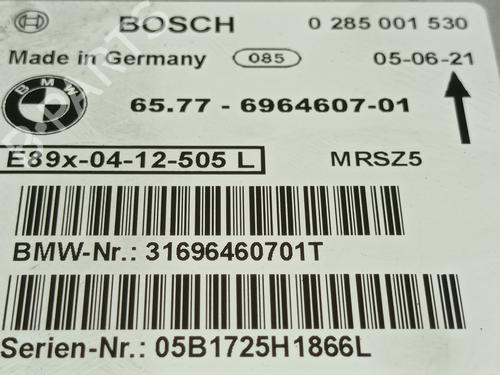 BOSCH 0 285 001 530
Made in Germany 085 05-06-21
BMW 65.77 - 6964607-01
E89x-04-12-505 L MRSZ5
BMW-Nr.: 31696460701T
Serien-Nr.: 05B1725H1866L